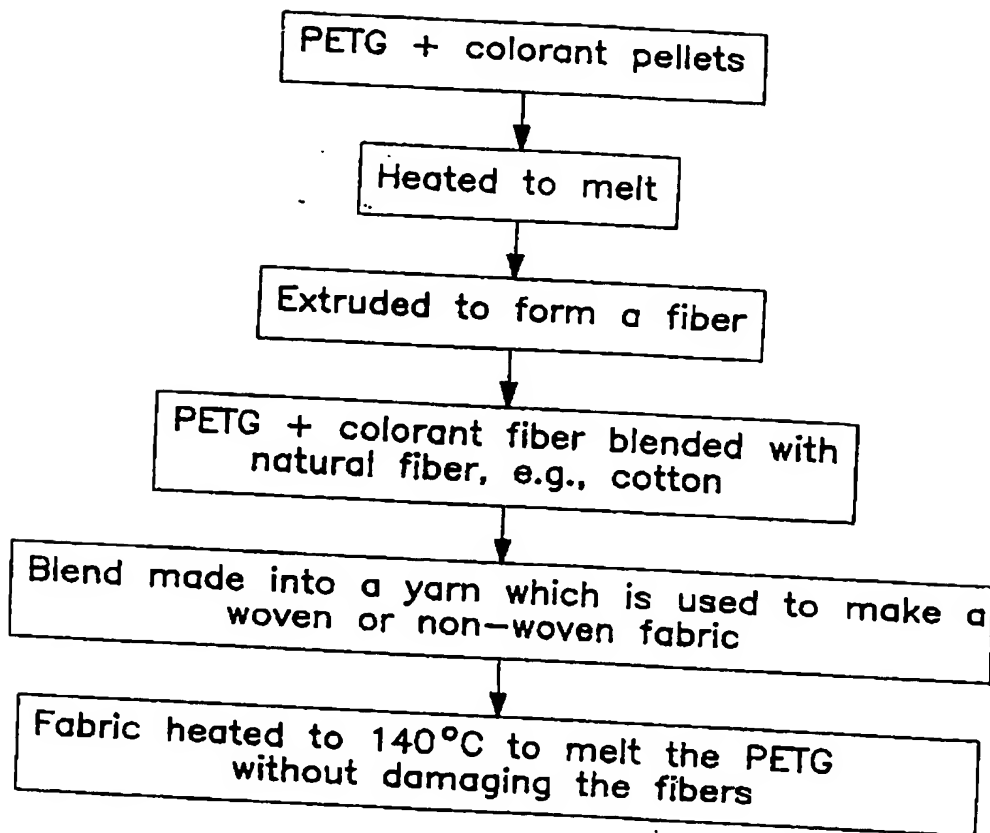 PETG + colorant pellets
Heated to melt
Extruded to form a fiber
PETG + colorant fiber blended with
natural fiber, e.g., cotton
Blend made into a yarn which is used to make a
woven or non-woven fabric
Fabric heated to 140°C to melt the PETG
without damaging the fibers